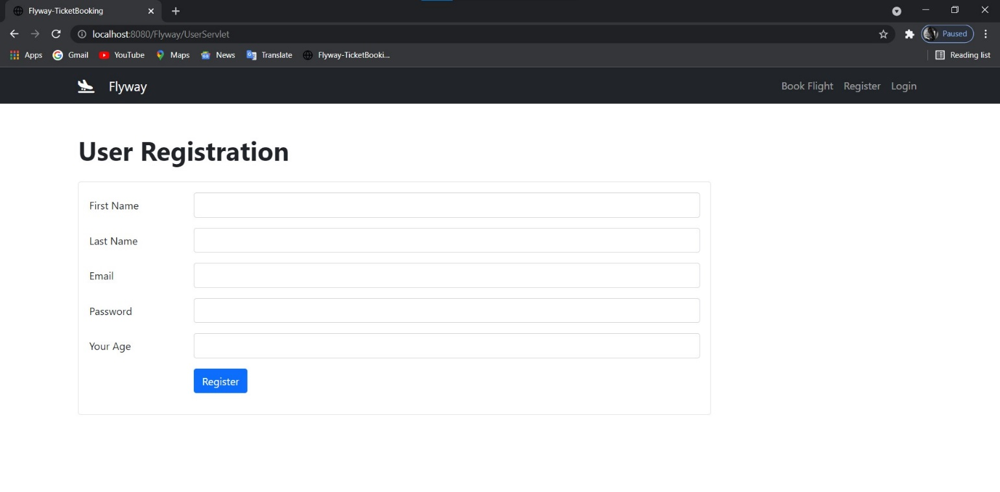 Flyway-TicketBooking
localhost:8080/Flyway/UserServlet
Paused
Apps Gmail YouTube Maps News Translate Flyway-TicketBooki... Reading list
Flyway Book Flight Register Login
User Registration
First Name
Last Name
Email
Password
Your Age
Register